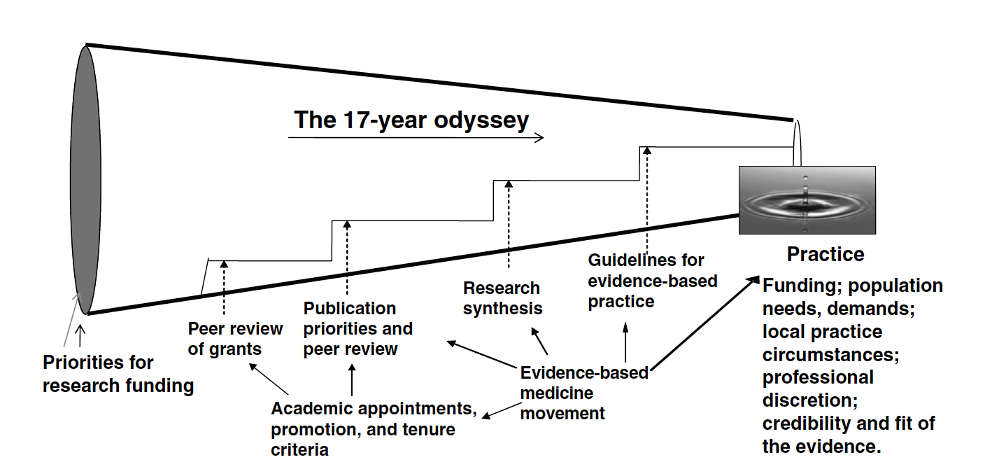 The 17-year odyssey
Priorities for
research funding
Peer review
of grants
Publication
priorities and
peer review
Research
synthesis
Guidelines for
evidence-based
practice
Academic appointments,
promotion, and tenure
criteria
Evidence-based
medicine
movement
Practice
Funding; population
needs, demands;
local practice
circumstances;
professional
discretion;
credibility and fit of
the evidence.